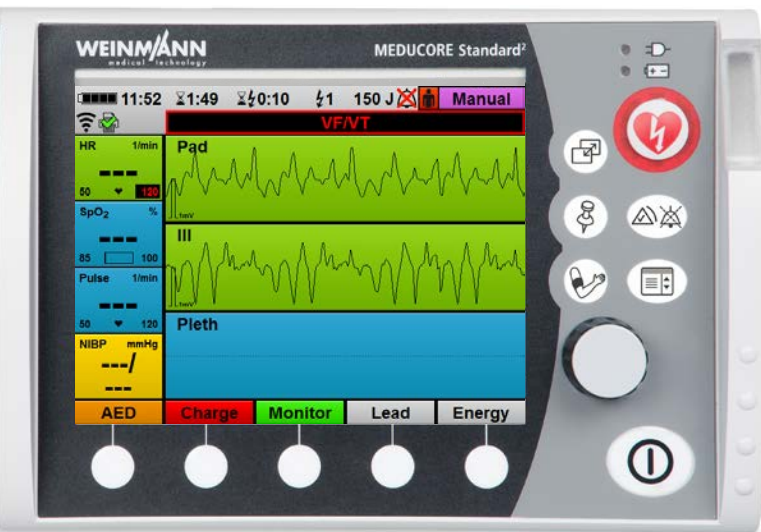 WEINMANN
medical technology
MEDUCORE Standard²
11:52 1:49 0:10 1 150 J Manual
VF/VT
HR 1/min
---
50 120
Pad
1mV
SpO₂ %
---
85 100
III
1mV
Pulse 1/min
---
50 120
Pleth
NIBP mmHg
---/
---
AED Charge Monitor Lead Energy